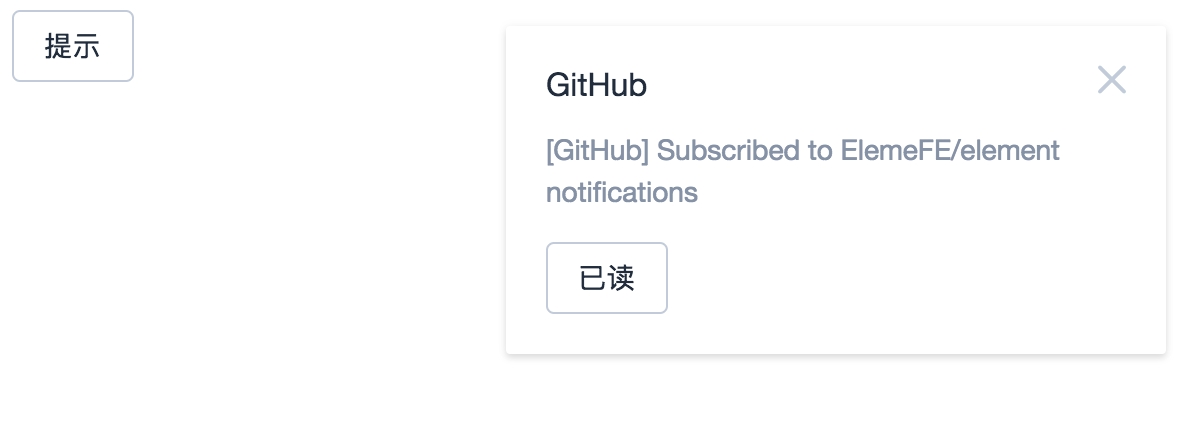 提示
GitHub
[GitHub] Subscribed to ElemeFE/element
notifications
已读